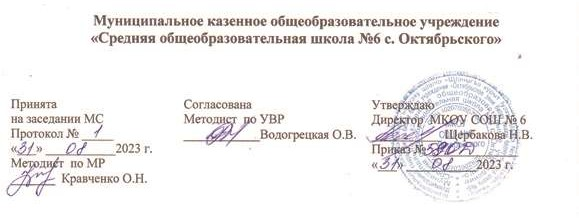 Муниципальное казенное общеобразовательное учреждение
«Средняя общеобразовательная школа №6 с. Октябрьского»
Принята
на заседании МС
Протокол № 1
«31» 08 2023 г.
Методист по МР
Кравченко О.Н.
Согласована
Методист по УВР
Водогрецкая О.В.
Утверждаю
Директор МКОУ СОШ № 6
Щербакова Н.В.
Приказ №
«31» 08 2023 г.